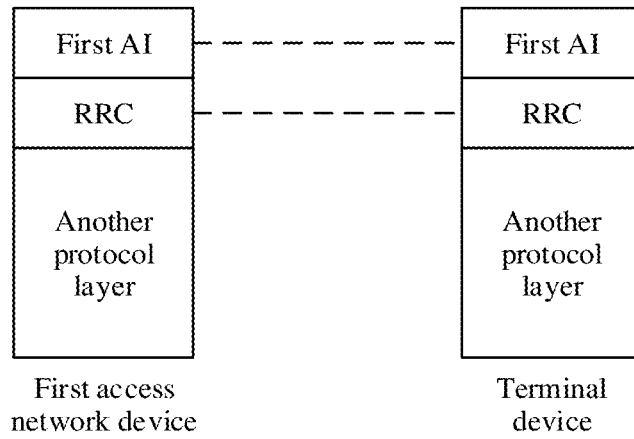 First AI
First AI
RRC
RRC
Another
protocol
layer
Another
protocol
layer
First access
network device
Terminal
device